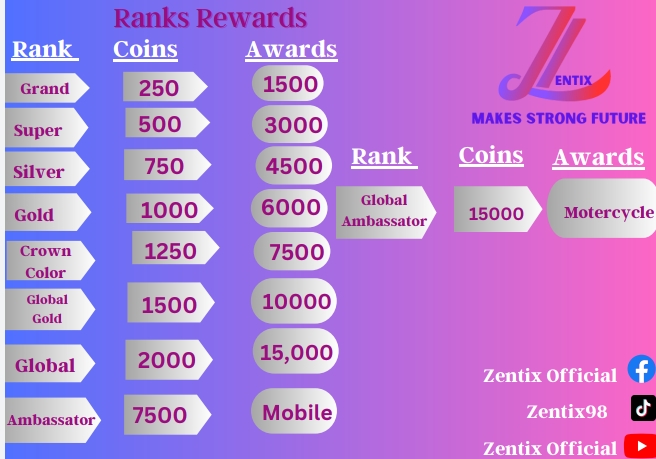 Ranks Rewards
Rank Coins Awards
Grand 250 1500
Super 500 3000
Silver 750 4500
Gold 1000 6000
Crown
Color 1250 7500
Global
Gold 1500 10000
Global 2000 15,000
Ambassador 7500 Mobile
ZENTIX
MAKES STRONG FUTURE
Rank Coins Awards
Global
Ambassador 15000 Motercycle
Zentix Official
Zentix98
Zentix Official